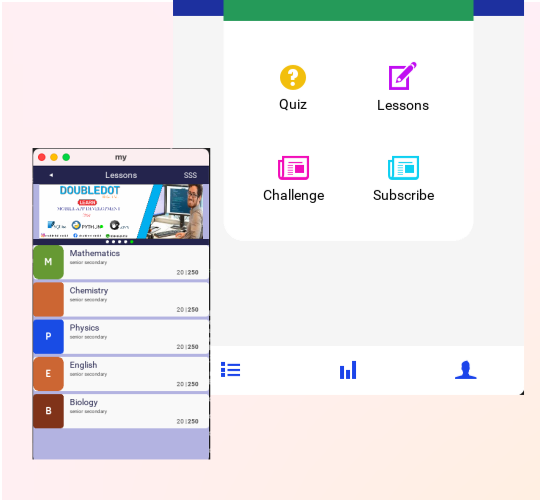 Quiz
Lessons
Challenge
Subscribe
my
Lessons
SSS
DOUBLEDOT
LEARN
MOBILE APP DEVELOPMENT
M
Mathematics
senior secondary
20 | 250
Chemistry
senior secondary
20 | 250
P
Physics
senior secondary
20 | 250
E
English
senior secondary
20 | 250
B
Biology
senior secondary
20 | 250